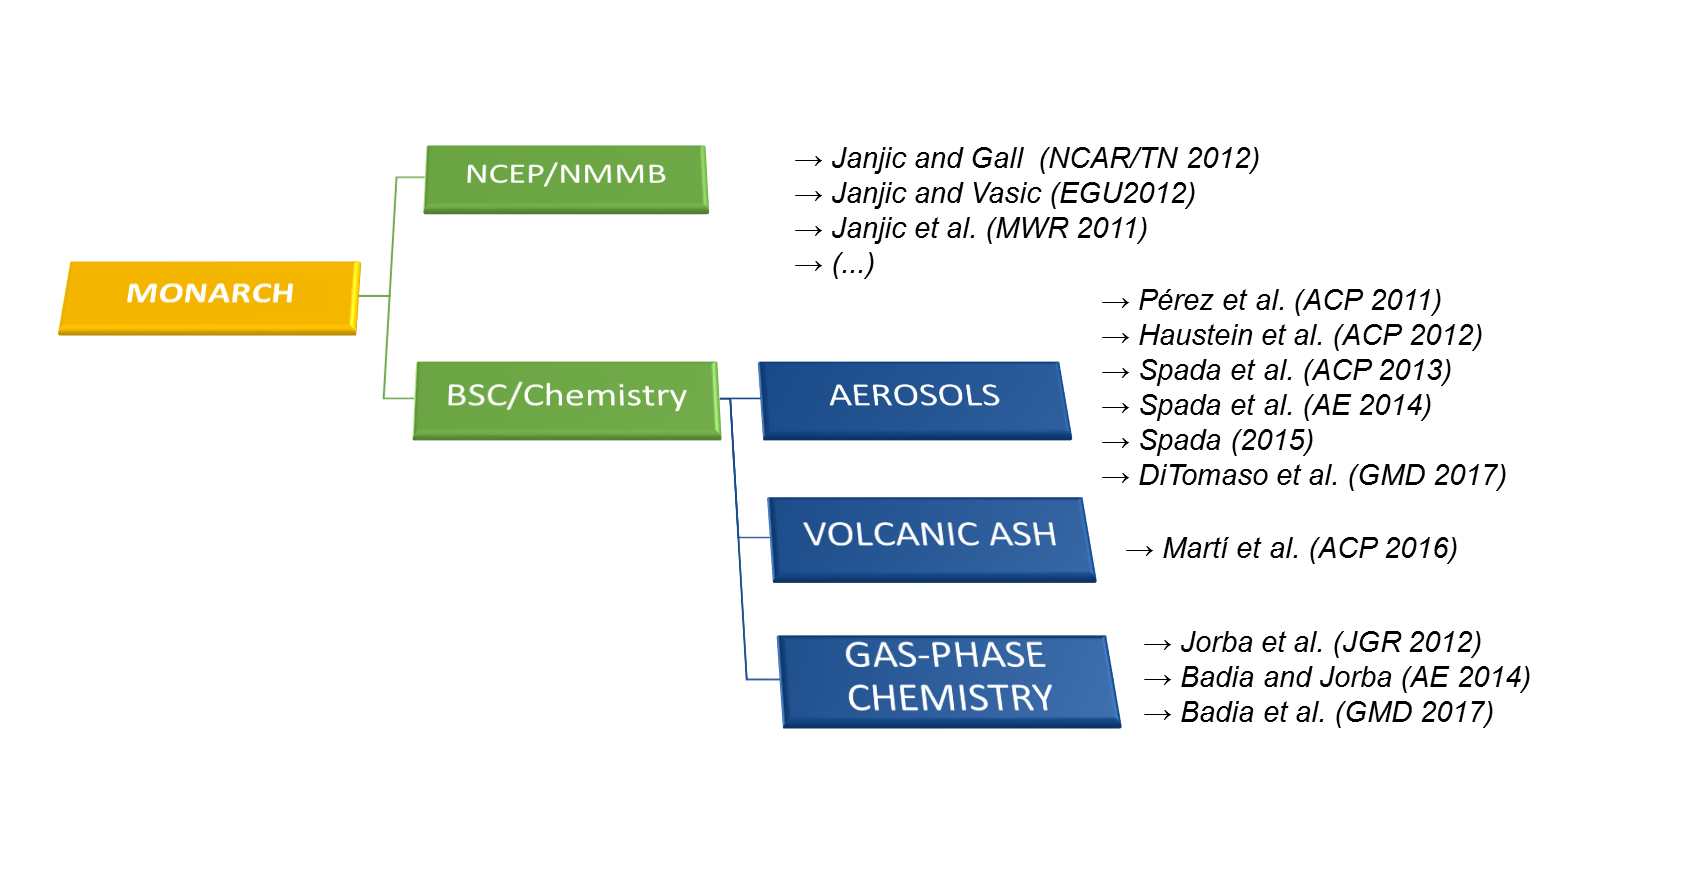 MONARCH
NCEP/NMMB
→ Janjic and Gall  (NCAR/TN 2012)
→ Janjic and Vasic (EGU2012)
→ Janjic et al. (MWR 2011)
→ (...)
BSC/Chemistry
AEROSOLS
→ Pérez et al. (ACP 2011)
→ Haustein et al. (ACP 2012)
→ Spada et al. (ACP 2013)
→ Spada et al. (AE 2014)
→ Spada (2015)
→ DiTomaso et al. (GMD 2017)
VOLCANIC ASH
→ Martí et al. (ACP 2016)
GAS-PHASE
CHEMISTRY
→ Jorba et al. (JGR 2012)
→ Badia and Jorba (AE 2014)
→ Badia et al. (GMD 2017)